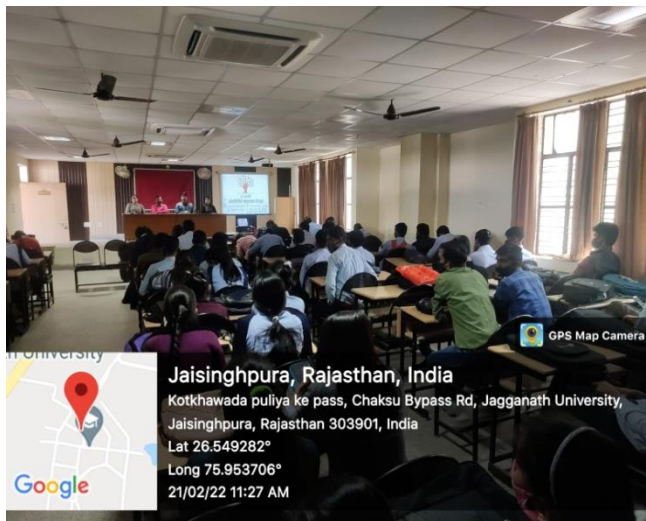 GPS Map Camera
University
Jaisinghpura, Rajasthan, India
Kotkhawada puliya ke pass, Chaksu Bypass Rd, Jagganath University,
Jaisinghpura, Rajasthan 303901, India
Lat 26.549282°
Long 75.953706°
21/02/22 11:27 AM
Google